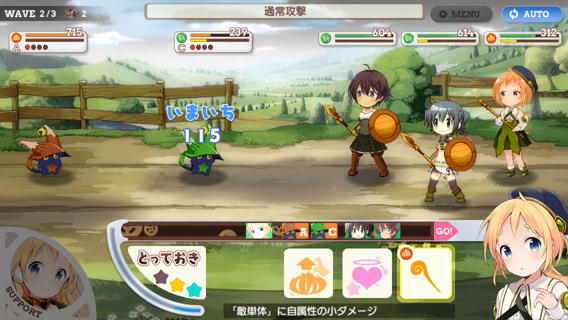 WAVE 2/3
2
通常攻撃
MENU
AUTO
715
A
239
C
604
614
312
いまいち
115
A
C
GO!
とっておき
SUPPORT
「敵単体」に自属性の小ダメージ